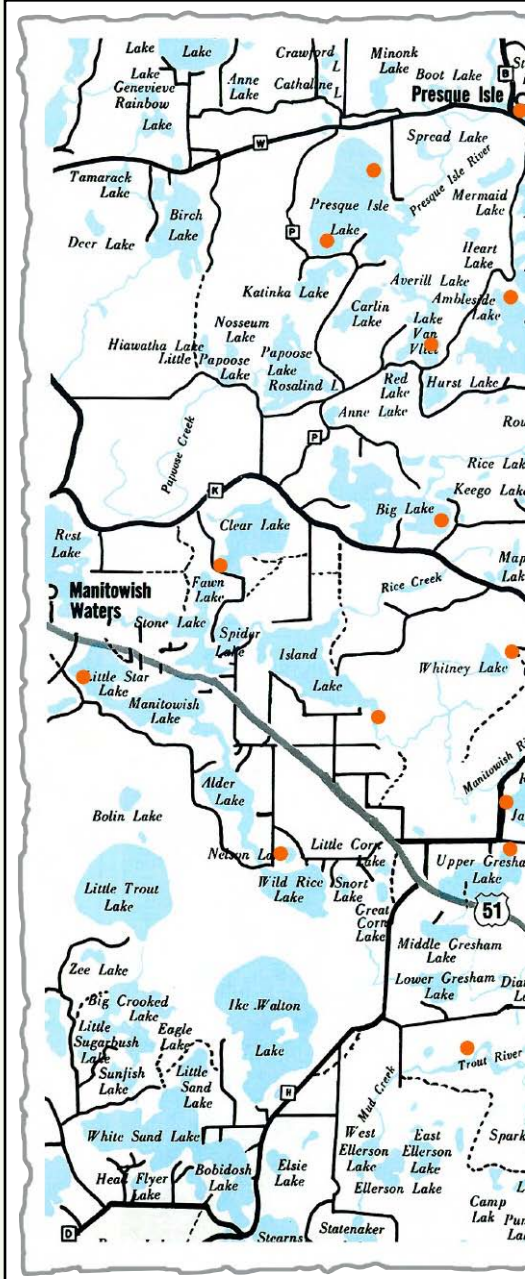 Lake
Lake
Crawford
L
Minonk
Lake
Boot Lake
B
Lake
Genevieve
Rainbow
Lake
Anne
Lake
Cathaline
L
Presque Isle
W
Spread Lake
Presque Isle River
Tamarack
Lake
Birch
Lake
Presque Isle
Lake
Mermaid
Lake
Deer Lake
P
Heart
Lake
Katinka Lake
Averill Lake
Ambleside
Lake
Carlin
Lake
Lake
Van
Vliet
Nosseum
Lake
Hiawatha Lake
Little Papoose
Lake
Papoose
Lake
Rosalind L
Red
Lake
Hurst Lake
Anne Lake
Papoose Creek
P
Rice Lak
Keego Lak
K
Big Lake
Clear Lake
Rest
Lake
Fawn
Lake
Rice Creek
Manitowish
Waters
Stone Lake
Spider
Lake
Island
Lake
Whitney Lake
Little Star
Lake
Manitowish
Lake
Manitowish Ri
Alder
Lake
Bolin Lake
Little Corn
Lake
Nelson La
Upper Gresha
Lake
Little Trout
Lake
Wild Rice
Lake
Snort
Lake
Great
Corn
Lake
51
Middle Gresham
Lake
Zee Lake
Lower Gresham
Lake
Big Crooked
Lake
Ike Walton
Lake
Little
Sugarbush
Lake
Eagle
Lake
Sunfish
Lake
Little
Sand
Lake
Trout River
H
Mud Creek
White Sand Lake
West
Ellerson
Lake
East
Ellerson
Lake
Spark
Head Flyer
Lake
Bobidosh
Lake
Elsie
Lake
Ellerson Lake
Camp
Lak
D
Stearns
Statenaker